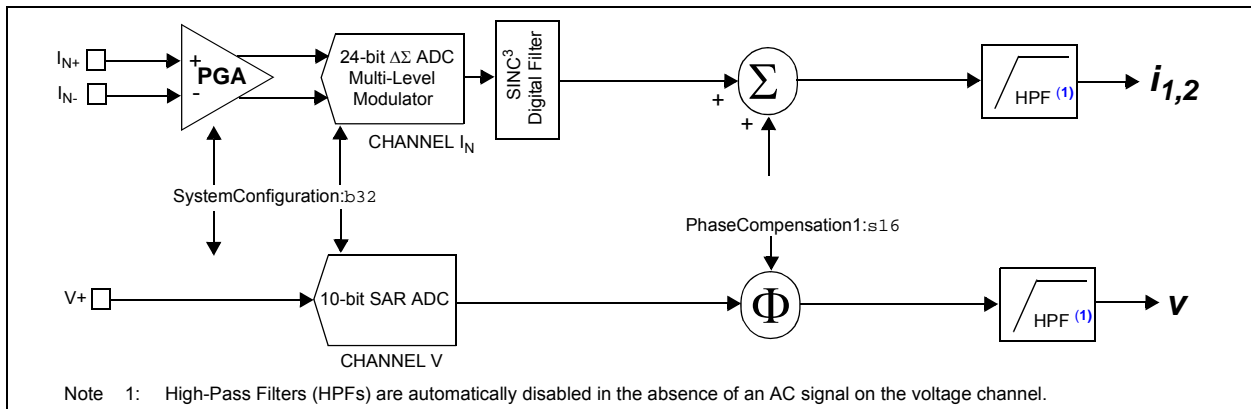 I_N+
I_N-
+
PGA
-
24-bit ΔΣ ADC
Multi-Level
Modulator
CHANNEL I_N
SINC³
Digital Filter
+
Σ
+
HPF (1)
i_1,2
SystemConfiguration:b32
PhaseCompensation1:s16
V+
10-bit SAR ADC
CHANNEL V
Φ
HPF (1)
v
Note 1: High-Pass Filters (HPFs) are automatically disabled in the absence of an AC signal on the voltage channel.